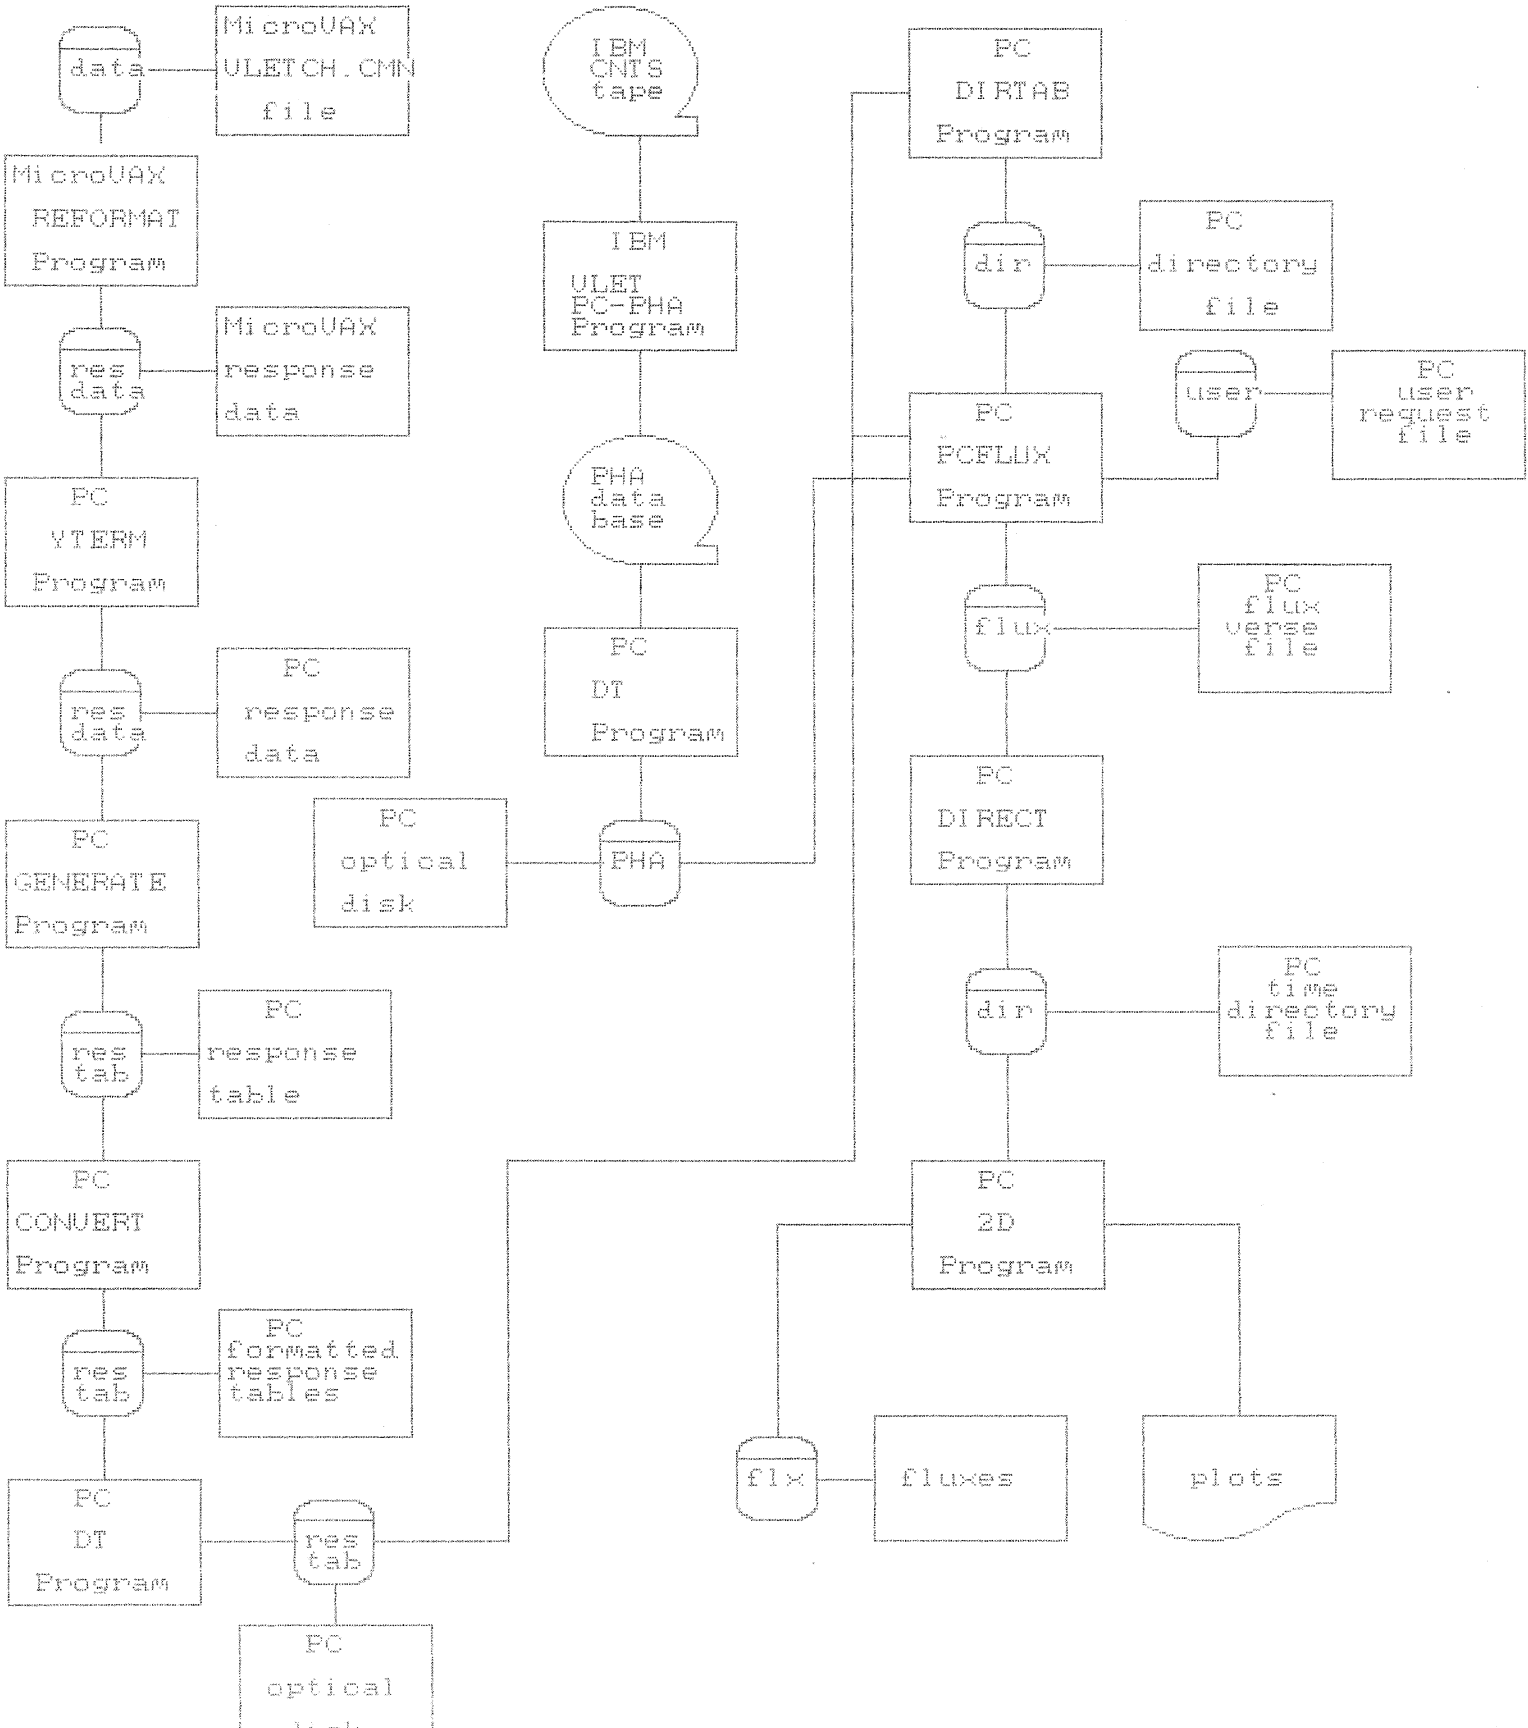 data
MicroVAX
VLETCH.CMN
file
MicroVAX
REFORMAT
Program
res
data
MicroVAX
response
data
PC
YTERM
Program
res
data
PC
response
data
PC
GENERATE
Program
res
tab
PC
response
table
PC
CONVERT
Program
res
tab
PC
formatted
response
tables
PC
DT
Program
res
tab
PC
optical
disk
IBM
CNTS
tape
IBM
VLET
PC-PHA
Program
PHA
data
base
PC
DT
Program
PC
optical
disk
PHA
PC
DIRTAB
Program
dir
PC
directory
file
user
PC
user
request
file
PC
PCFLUX
Program
flux
PC
flux
verse
file
PC
DIRECT
Program
dir
PC
time
directory
file
PC
2D
Program
flx
fluxes
plots